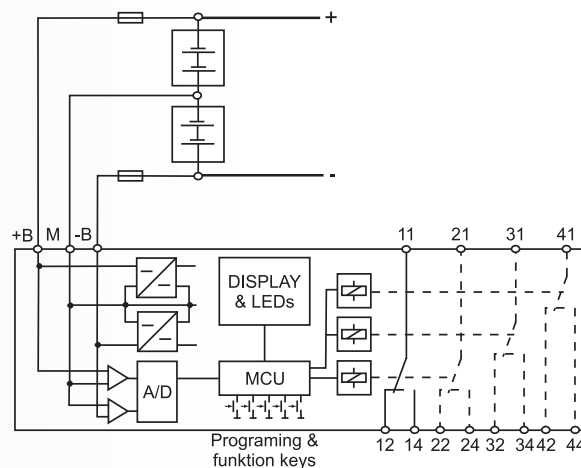 +
-
+B M -B 11 21 31 41
DISPLAY
& LEDs
A/D
MCU
Programing &
funktion keys
12 14 22 24 32 34 42 44